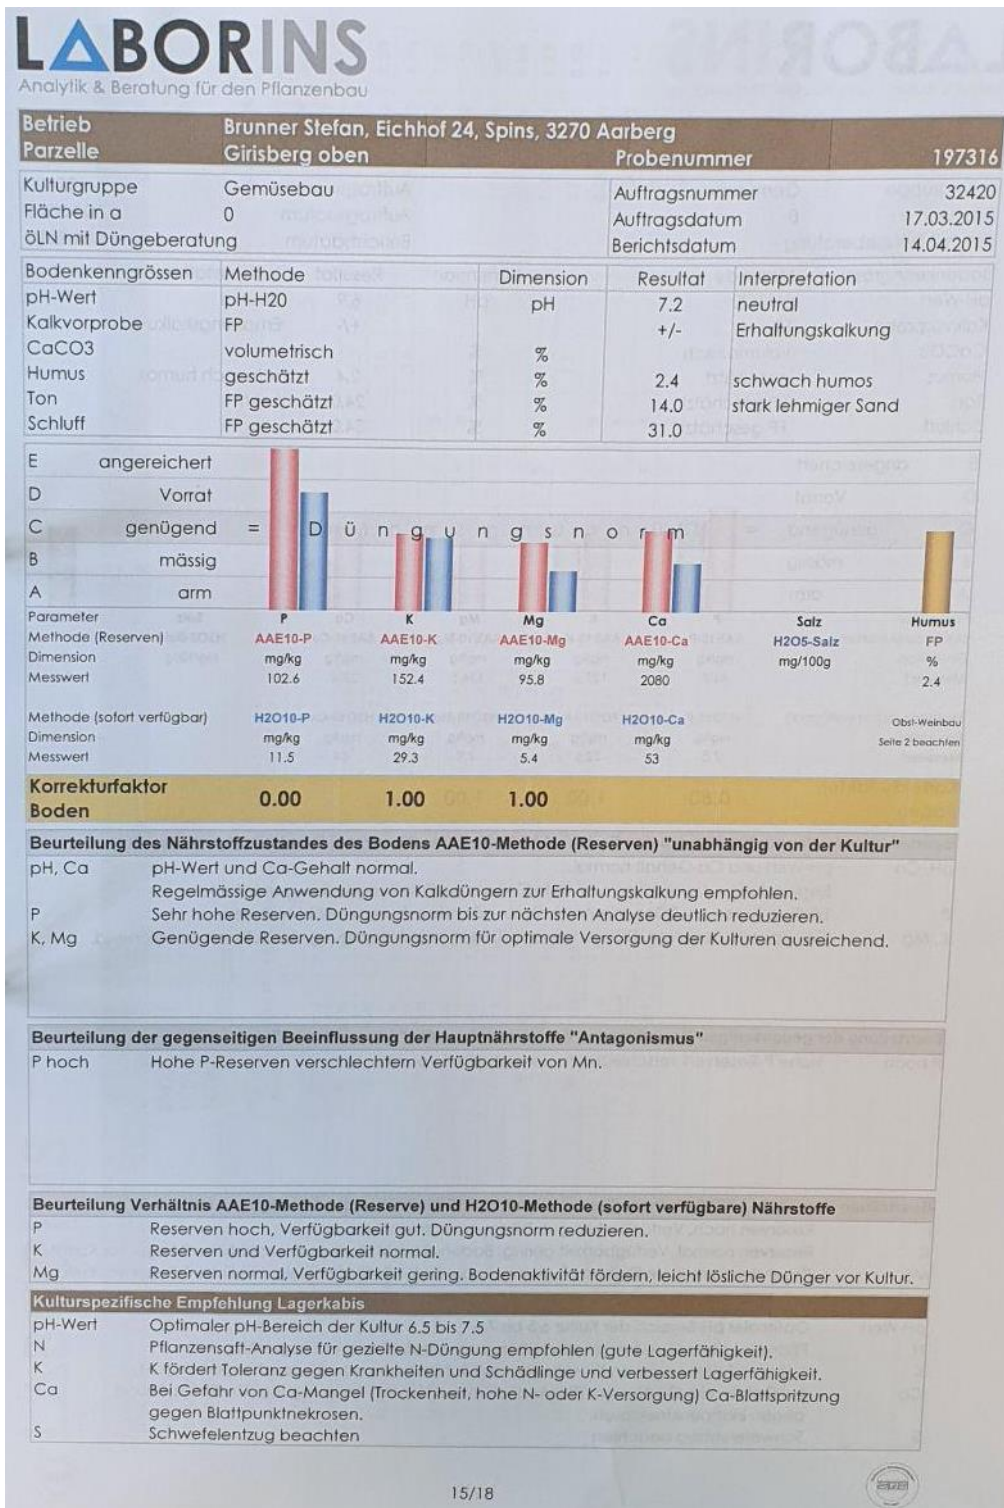 LABORINS
Analytik & Beratung für den Pflanzenbau
Betrieb Brunner Stefan, Eichhof 24, Spins, 3270 Aarberg
Parzelle Girisberg oben Probenummer 197316
Kulturgruppe Gemüsebau Auftragsnummer 32420
Fläche in a 0 Auftragsdatum 17.03.2015
öLN mit Düngeberatung Berichtsdatum 14.04.2015
Bodenkenngrössen Methode Dimension Resultat Interpretation
pH-Wert pH-H20 pH 7.2 neutral
Kalkvorprobe FP +/- Erhaltungskalkung
CaCO3 volumetrisch %
Humus geschätzt % 2.4 schwach humos
Ton FP geschätzt % 14.0 stark lehmiger Sand
Schluff FP geschätzt % 31.0
E angereichert
D Vorrat
C genügend = D ü n g u n g s n o r m
B mässig
A arm
Parameter P K Mg Ca Salz Humus
Methode (Reserven) AAE10-P AAE10-K AAE10-Mg AAE10-Ca H2O5-Salz FP
Dimension mg/kg mg/kg mg/kg mg/kg mg/100g %
Messwert 102.6 152.4 95.8 2080 2.4
Methode (sofort verfügbar) H2O10-P H2O10-K H2O10-Mg H2O10-Ca Obst-Weinbau
Dimension mg/kg mg/kg mg/kg mg/kg Seite 2 beachten
Messwert 11.5 29.3 5.4 53
Korrekturfaktor
Boden 0.00 1.00 1.00
Beurteilung des Nährstoffzustandes des Bodens AAE10-Methode (Reserven) "unabhängig von der Kultur"
pH, Ca pH-Wert und Ca-Gehalt normal.
Regelmässige Anwendung von Kalkdüngern zur Erhaltungskalkung empfohlen.
P Sehr hohe Reserven. Düngungsnorm bis zur nächsten Analyse deutlich reduzieren.
K, Mg Genügende Reserven. Düngungsnorm für optimale Versorgung der Kulturen ausreichend.
Beurteilung der gegenseitigen Beeinflussung der Hauptnährstoffe "Antagonismus"
P hoch Hohe P-Reserven verschlechtern Verfügbarkeit von Mn.
Beurteilung Verhältnis AAE10-Methode (Reserve) und H2O10-Methode (sofort verfügbare) Nährstoffe
P Reserven hoch, Verfügbarkeit gut. Düngungsnorm reduzieren.
K Reserven und Verfügbarkeit normal.
Mg Reserven normal, Verfügbarkeit gering. Bodenaktivität fördern, leicht lösliche Dünger vor Kultur.
Kulturspezifische Empfehlung Lagerkabis
pH-Wert Optimaler pH-Bereich der Kultur 6.5 bis 7.5
N Pflanzensaft-Analyse für gezielte N-Düngung empfohlen (gute Lagerfähigkeit).
K K fördert Toleranz gegen Krankheiten und Schädlinge und verbessert Lagerfähigkeit.
Ca Bei Gefahr von Ca-Mangel (Trockenheit, hohe N- oder K-Versorgung) Ca-Blattspritzung
gegen Blattpunktnekrosen.
S Schwefelentzug beachten
15/18